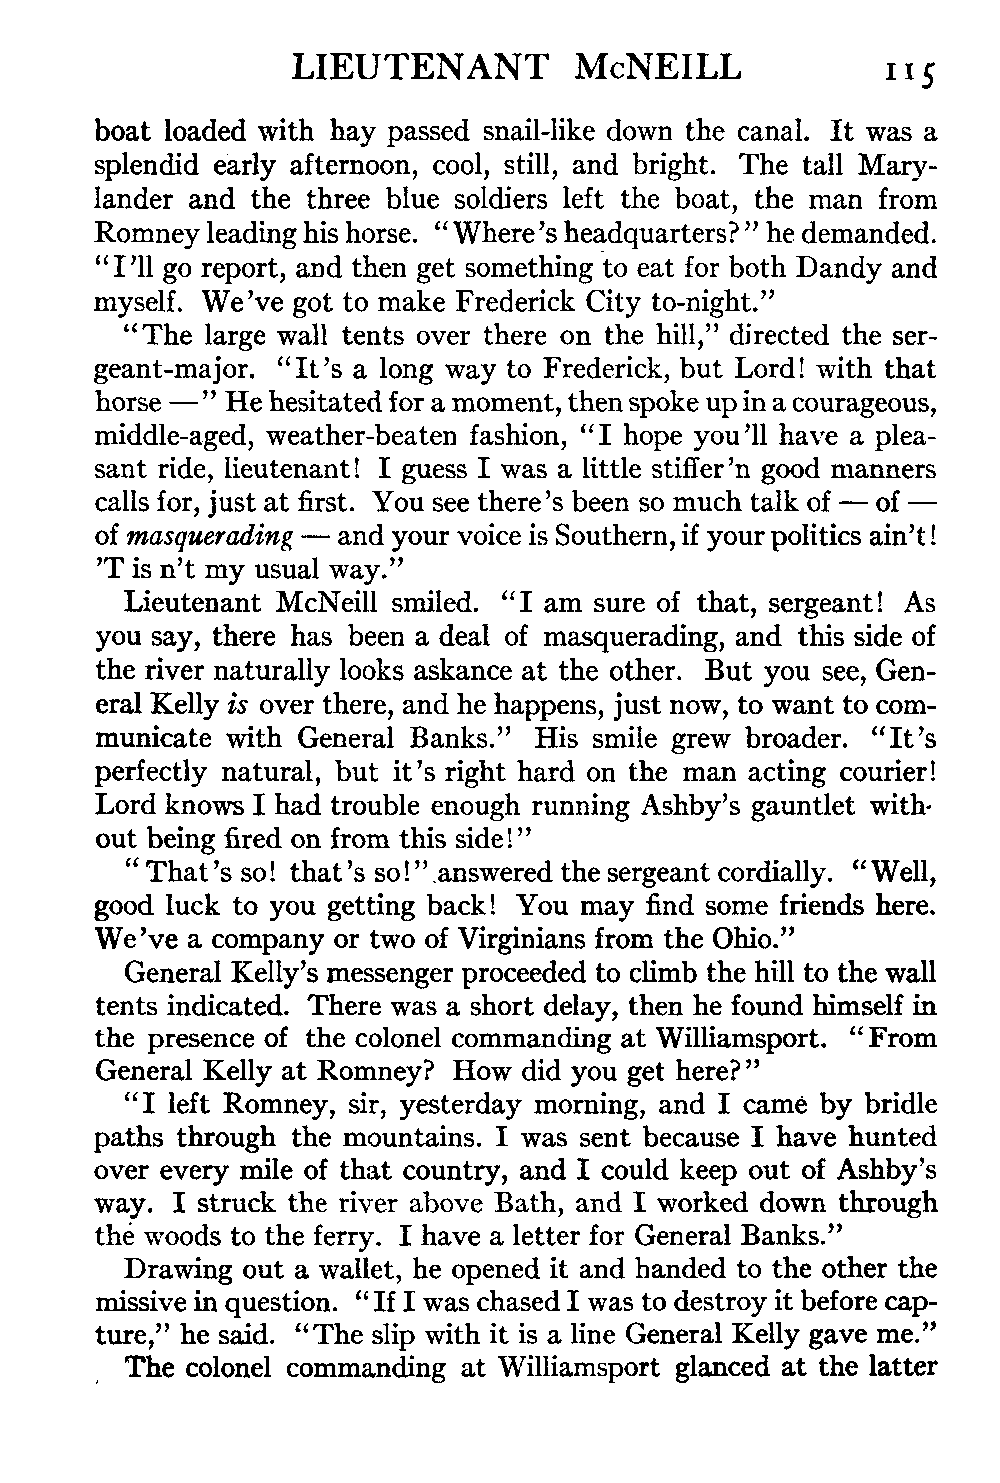 LIEUTENANT McNEILL 115
boat loaded with hay passed snail-like down the canal. It was a
splendid early afternoon, cool, still, and bright. The tall Mary-
lander and the three blue soldiers left the boat, the man from
Romney leading his horse. "Where's headquarters?" he demanded.
"I'll go report, and then get something to eat for both Dandy and
myself. We've got to make Frederick City to-night."
"The large wall tents over there on the hill," directed the ser-
geant-major. "It's a long way to Frederick, but Lord! with that
horse —" He hesitated for a moment, then spoke up in a courageous,
middle-aged, weather-beaten fashion, "I hope you'll have a plea-
sant ride, lieutenant! I guess I was a little stiffer'n good manners
calls for, just at first. You see there's been so much talk of — of —
of masquerading — and your voice is Southern, if your politics ain't!
'T is n't my usual way."
Lieutenant McNeill smiled. "I am sure of that, sergeant! As
you say, there has been a deal of masquerading, and this side of
the river naturally looks askance at the other. But you see, Gen-
eral Kelly is over there, and he happens, just now, to want to com-
municate with General Banks." His smile grew broader. "It's
perfectly natural, but it's right hard on the man acting courier!
Lord knows I had trouble enough running Ashby's gauntlet with-
out being fired on from this side!"
"That's so! that's so!" answered the sergeant cordially. "Well,
good luck to you getting back! You may find some friends here.
We've a company or two of Virginians from the Ohio."
General Kelly's messenger proceeded to climb the hill to the wall
tents indicated. There was a short delay, then he found himself in
the presence of the colonel commanding at Williamsport. "From
General Kelly at Romney? How did you get here?"
"I left Romney, sir, yesterday morning, and I came by bridle
paths through the mountains. I was sent because I have hunted
over every mile of that country, and I could keep out of Ashby's
way. I struck the river above Bath, and I worked down through
the woods to the ferry. I have a letter for General Banks."
Drawing out a wallet, he opened it and handed to the other the
missive in question. "If I was chased I was to destroy it before cap-
ture," he said. "The slip with it is a line General Kelly gave me."
The colonel commanding at Williamsport glanced at the latter